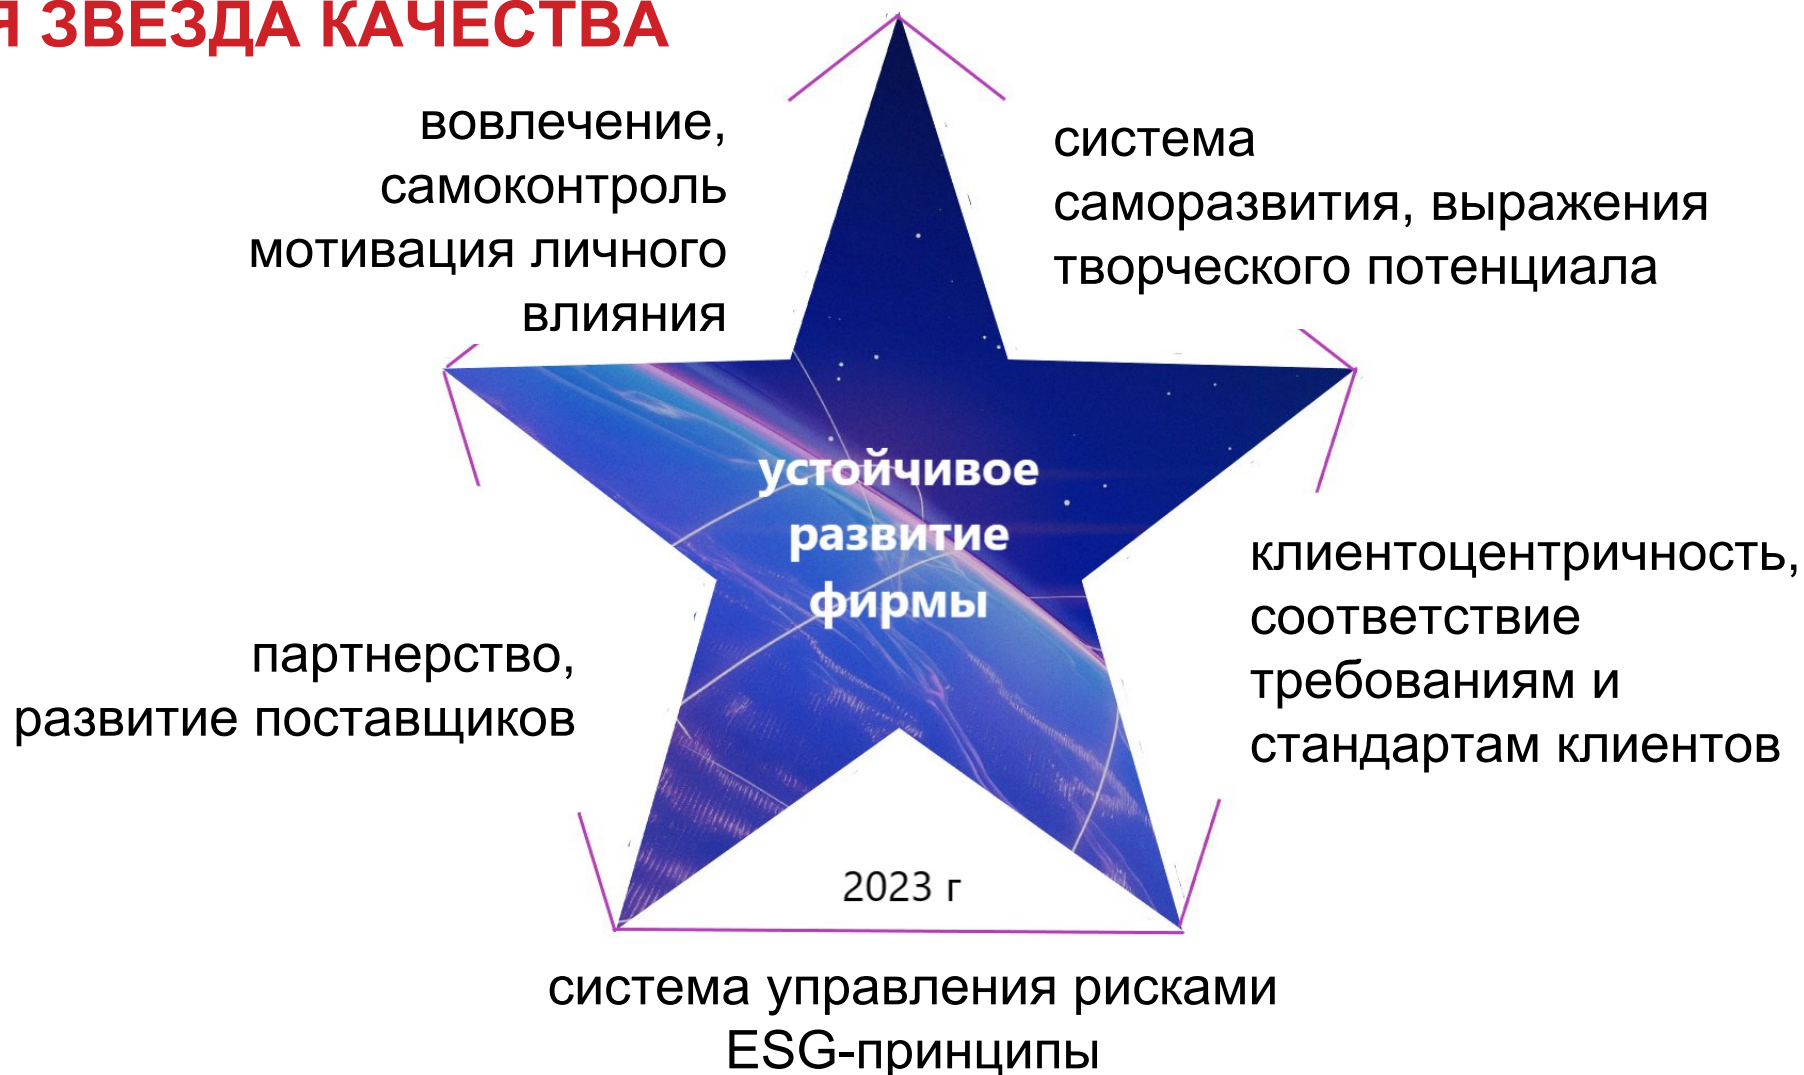 Я ЗВЕЗДА КАЧЕСТВА
вовлечение,
самоконтроль
мотивация личного
влияния
система
саморазвития, выражения
творческого потенциала
устойчивое
развитие
фирмы
клиентоцентричность,
соответствие
требованиям и
стандартам клиентов
партнерство,
развитие поставщиков
2023 г
система управления рисками
ESG-принципы